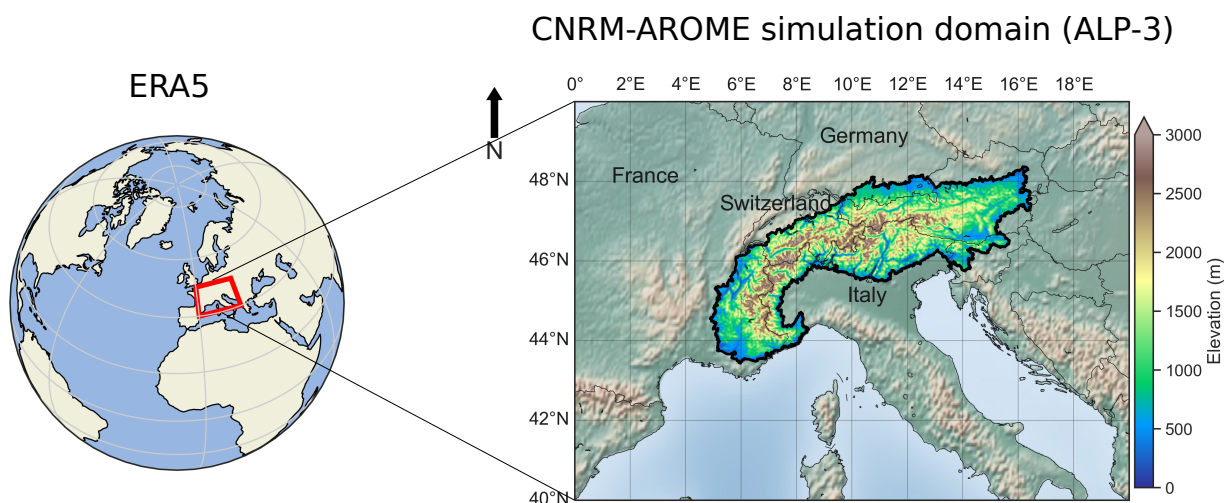 CNRM-AROME simulation domain (ALP-3)
ERA5
0° 2°E 4°E 6°E 8°E 10°E 12°E 14°E 16°E 18°E
N
48°N
46°N
44°N
42°N
40°N
Germany
France
Switzerland
Italy
3000
2500
2000
1500
1000
500
0
Elevation (m)